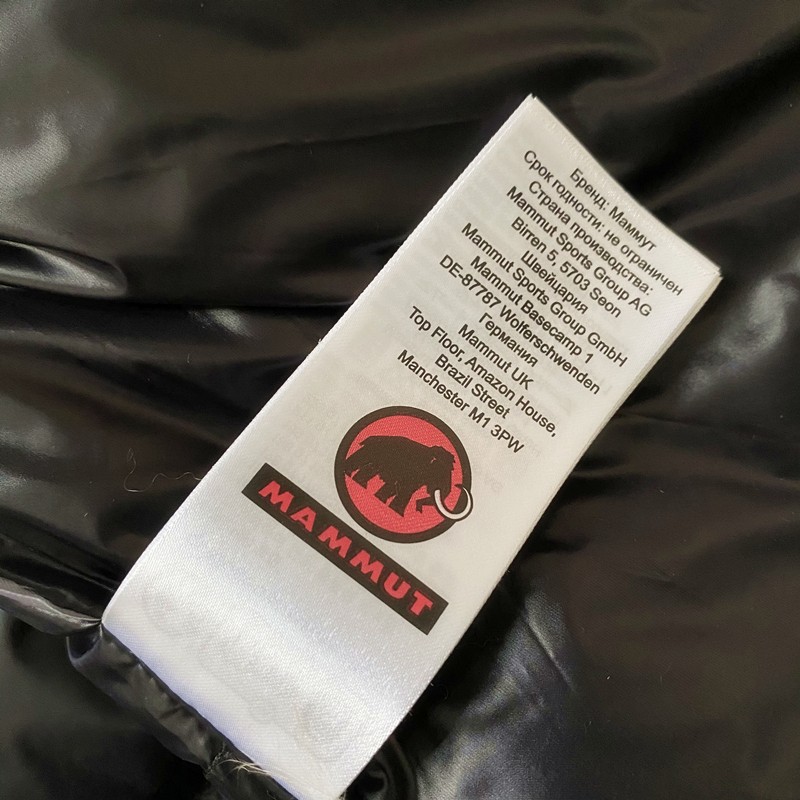 Бренд: Маммут
Срок годности: не ограничен
Страна производства:
Mammut Sports Group AG
Birren 5, 5703 Seon
Швейцария
Mammut Sports Group GmbH
Mammut Basecamp 1
DE-87787 Wolferschwenden
Германия
Mammut UK
Top Floor, Amazon House,
Brazil Street
Manchester M1 3PW
MAMMUT